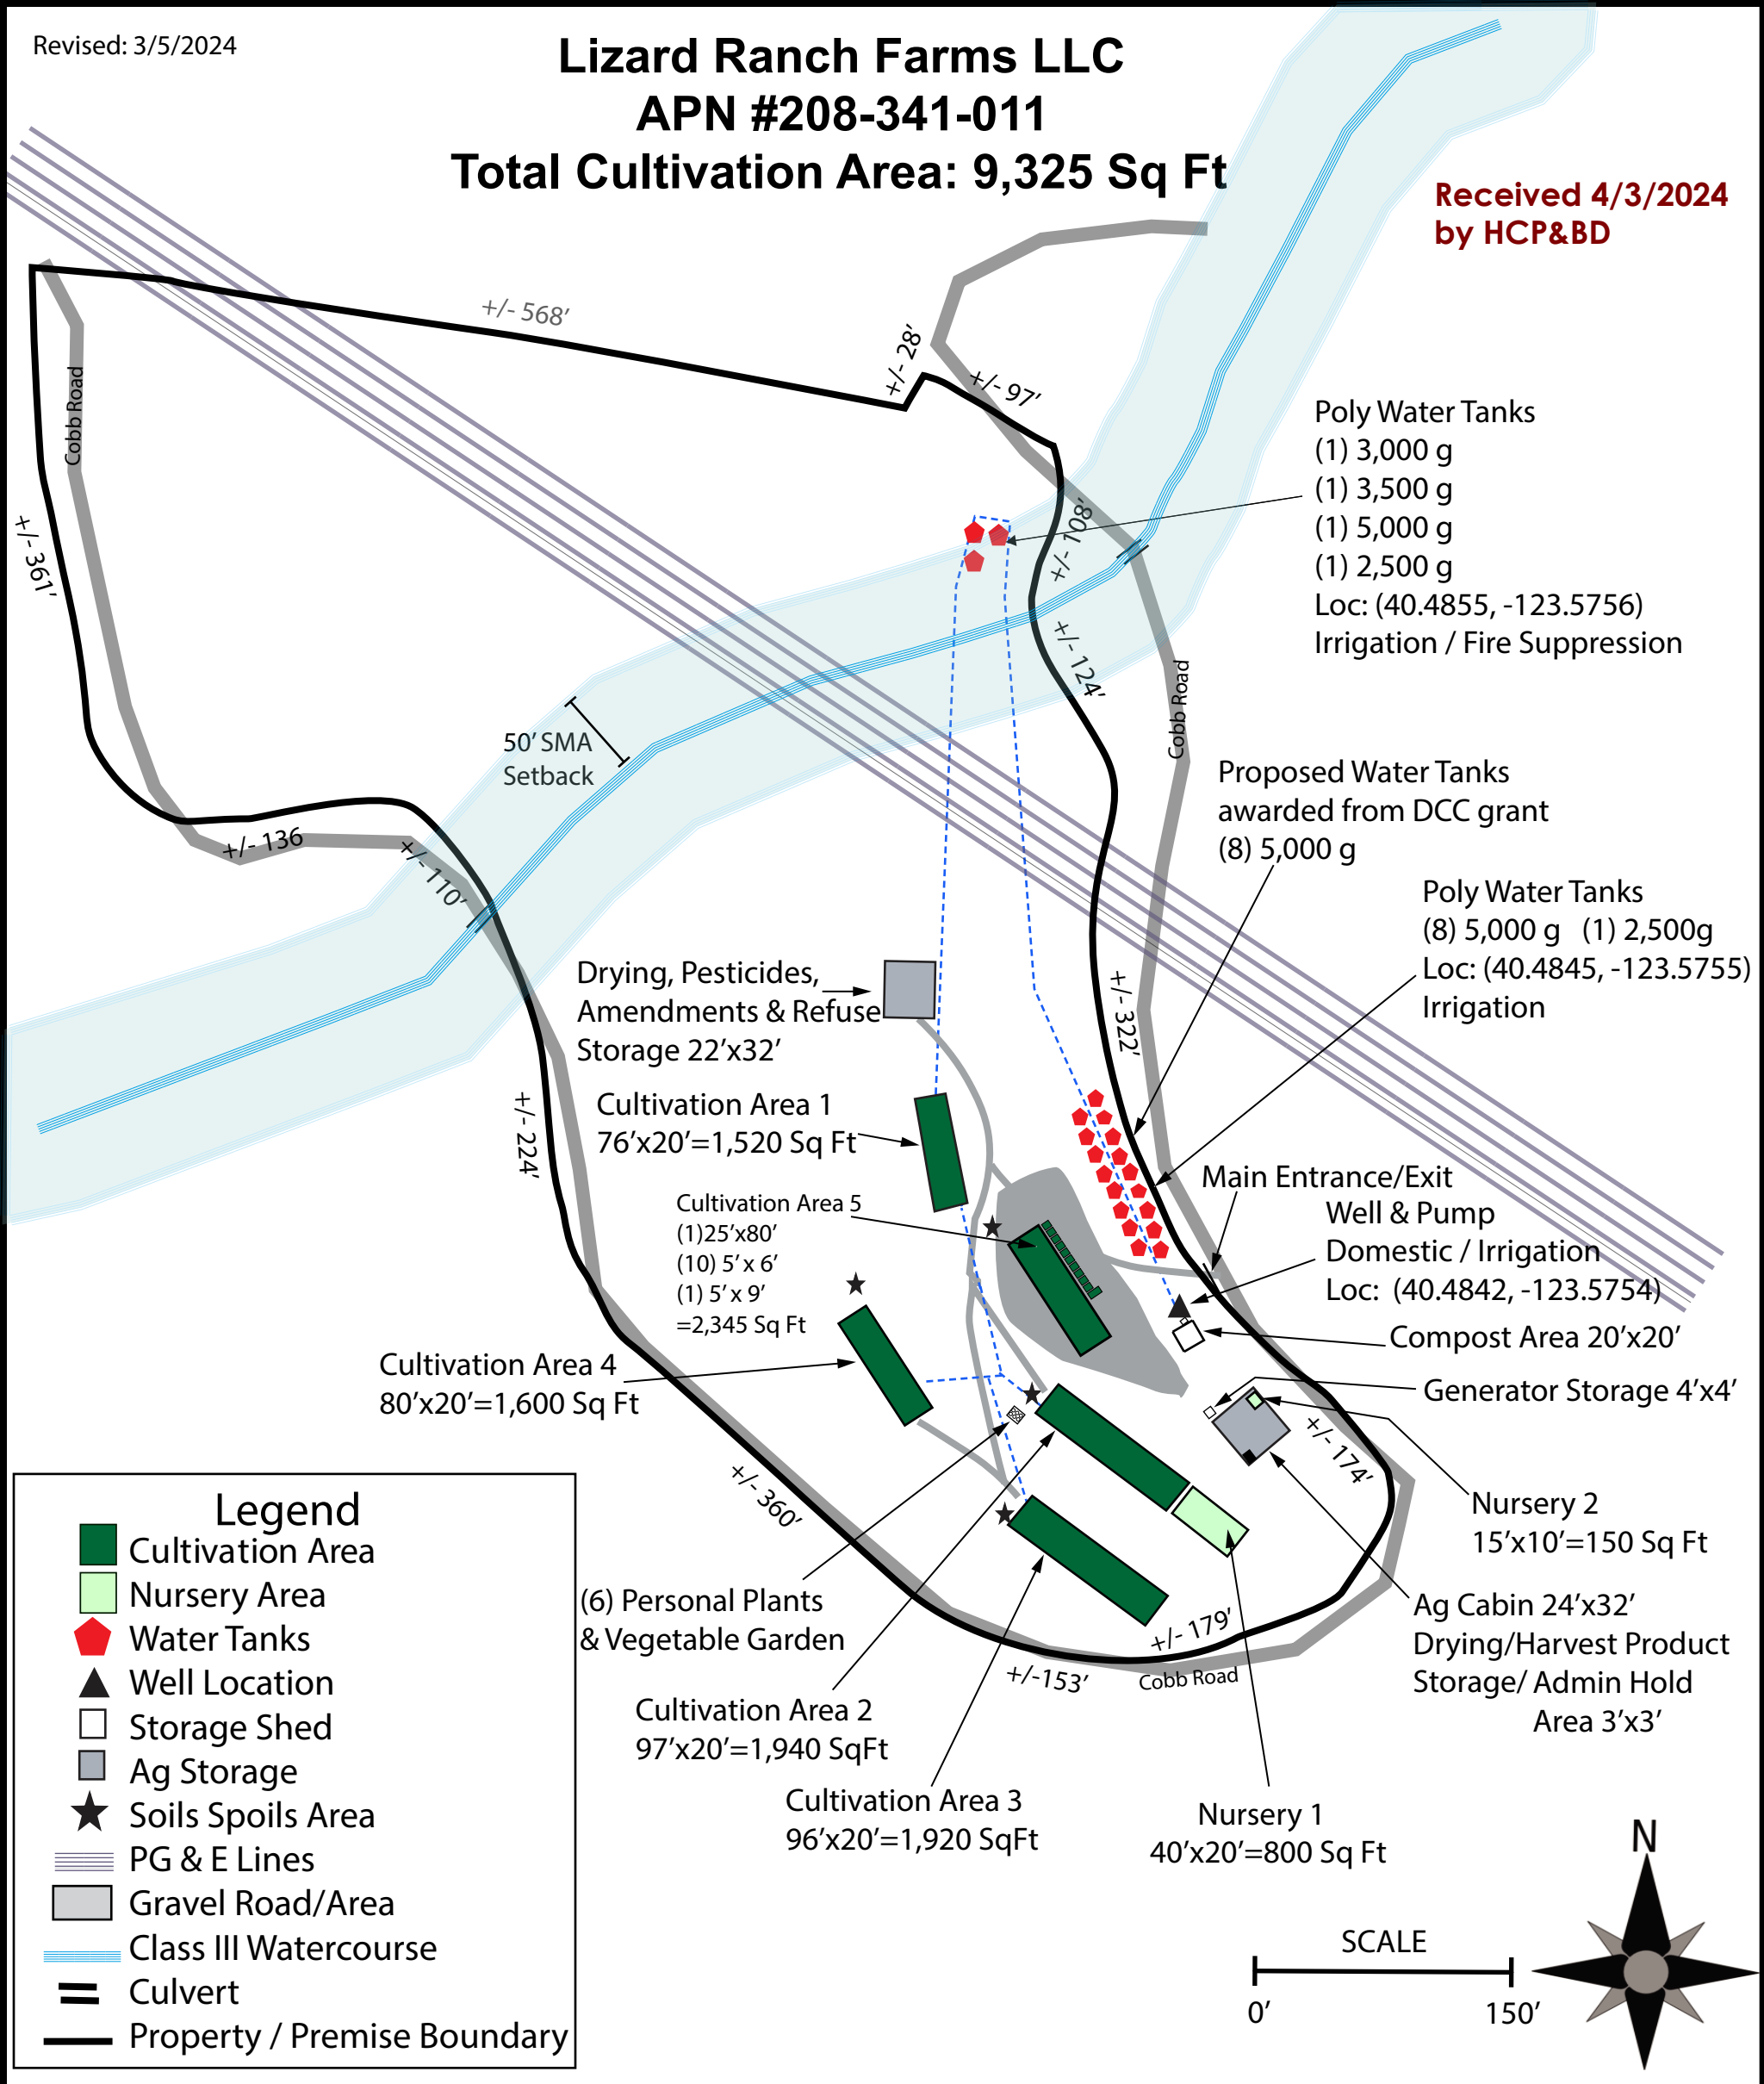 Revised: 3/5/2024
Lizard Ranch Farms LLC
APN #208-341-011
Total Cultivation Area: 9,325 Sq Ft
Received 4/3/2024
by HCP&BD
+/- 568’
+/- 28’
+/- 97’
Cobb Road
+/- 361’
Poly Water Tanks
(1) 3,000 g
(1) 3,500 g
(1) 5,000 g
(1) 2,500 g
Loc: (40.4855, -123.5756)
Irrigation / Fire Suppression
+/- 108’
+/- 124’
Cobb Road
50’ SMA
Setback
Proposed Water Tanks
awarded from DCC grant
(8) 5,000 g
+/- 136
+/- 110’
Poly Water Tanks
(8) 5,000 g (1) 2,500g
Loc: (40.4845, -123.5755)
Irrigation
Drying, Pesticides,
Amendments & Refuse
Storage 22’x32’
+/- 322’
+/- 224’
Cultivation Area 1
76’x20’=1,520 Sq Ft
Main Entrance/Exit
Cultivation Area 5
(1)25’x80’
(10) 5’ x 6’
(1) 5’ x 9’
=2,345 Sq Ft
Well & Pump
Domestic / Irrigation
Loc: (40.4842, -123.5754)
Compost Area 20’x20’
Cultivation Area 4
80’x20’=1,600 Sq Ft
Generator Storage 4’x4’
+/- 174’
+/- 360’
Nursery 2
15’x10’=150 Sq Ft
(6) Personal Plants
& Vegetable Garden
Ag Cabin 24’x32’
Drying/Harvest Product
Storage/ Admin Hold
Area 3’x3’
+/- 179’
+/-153’
Cobb Road
Cultivation Area 2
97’x20’=1,940 SqFt
Cultivation Area 3
96’x20’=1,920 SqFt
Nursery 1
40’x20’=800 Sq Ft
Legend
Cultivation Area
Nursery Area
Water Tanks
Well Location
Storage Shed
Ag Storage
Soils Spoils Area
PG & E Lines
Gravel Road/Area
Class III Watercourse
Culvert
Property / Premise Boundary
N
SCALE
0’ 150’